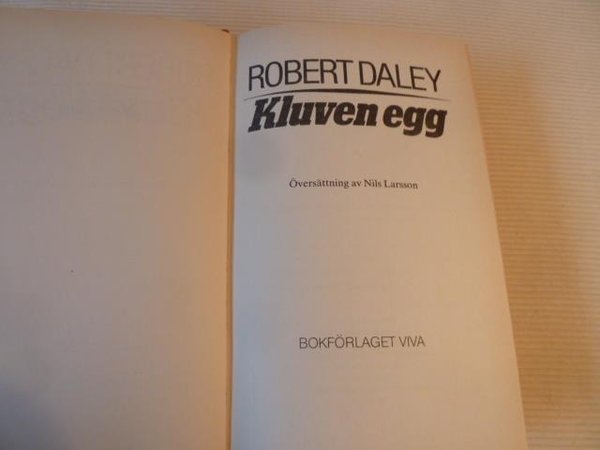 ROBERT DALEY
Kluven egg
Översättning av Nils Larsson
BOKFÖRLAGET VIVA